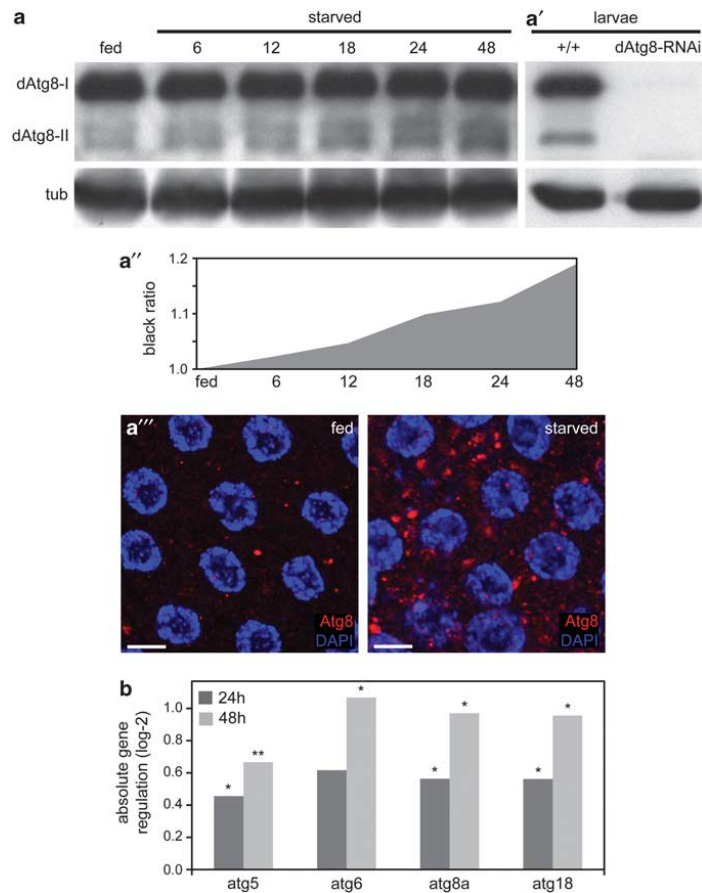 a
starved
a′
larvae
fed 6 12 18 24 48
+/+ dAtg8-RNAi
dAtg8-I
dAtg8-II
tub
a″
black ratio
1.2
1.1
1.0
fed 6 12 18 24 48
a‴ fed
starved
Atg8
DAPI
Atg8
DAPI
b
absolute gene
regulation (log-2)
24h
48h
1.0
0.8
0.6
0.4
0.2
0.0
* **
*
* *
* *
atg5 atg6 atg8a atg18